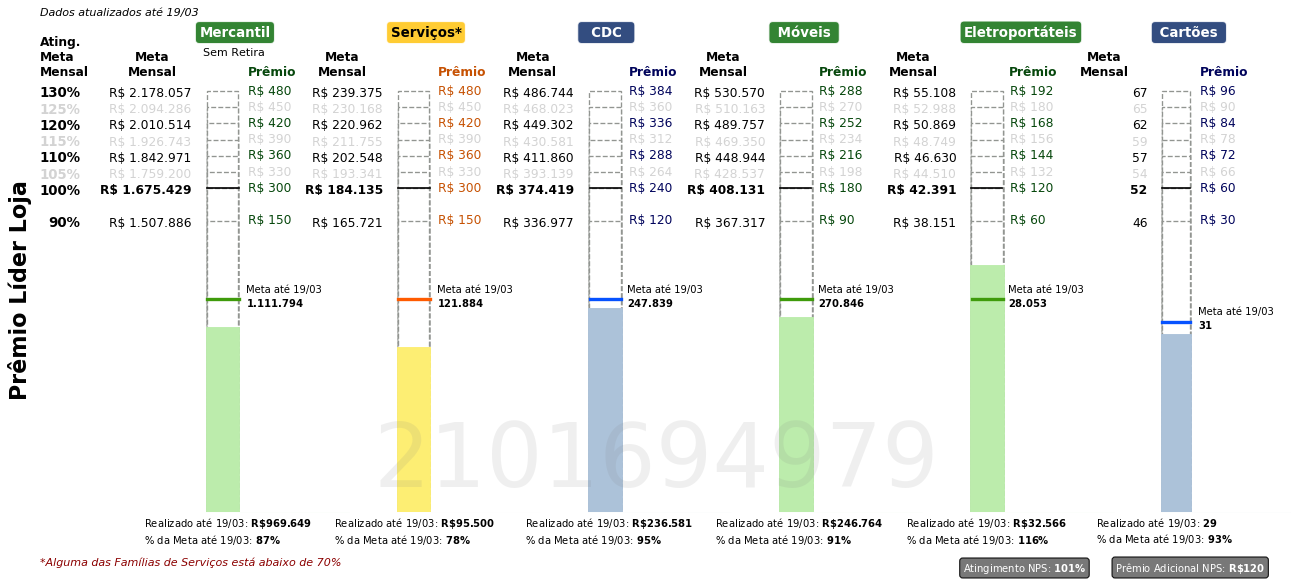 Dados atualizados até 19/03
Mercantil Serviços* CDC Móveis Eletroportáteis Cartões
Sem Retira
Ating. Meta Mensal
Meta Mensal Prêmio Meta Mensal Prêmio Meta Mensal Prêmio Meta Mensal Prêmio Meta Mensal Prêmio Meta Mensal Prêmio
130% R$ 2.178.057 R$ 480 R$ 239.375 R$ 480 R$ 486.744 R$ 384 R$ 530.570 R$ 288 R$ 55.108 R$ 192 67 R$ 96
125% R$ 2.094.286 R$ 450 R$ 230.168 R$ 450 R$ 468.023 R$ 360 R$ 510.163 R$ 270 R$ 52.988 R$ 180 65 R$ 90
120% R$ 2.010.514 R$ 420 R$ 220.962 R$ 420 R$ 449.302 R$ 336 R$ 489.757 R$ 252 R$ 50.869 R$ 168 62 R$ 84
115% R$ 1.926.743 R$ 390 R$ 211.755 R$ 390 R$ 430.581 R$ 312 R$ 469.350 R$ 234 R$ 48.749 R$ 156 59 R$ 78
110% R$ 1.842.971 R$ 360 R$ 202.548 R$ 360 R$ 411.860 R$ 288 R$ 448.944 R$ 216 R$ 46.630 R$ 144 57 R$ 72
105% R$ 1.759.200 R$ 330 R$ 193.341 R$ 330 R$ 393.139 R$ 264 R$ 428.537 R$ 198 R$ 44.510 R$ 132 54 R$ 66
100% R$ 1.675.429 R$ 300 R$ 184.135 R$ 300 R$ 374.419 R$ 240 R$ 408.131 R$ 180 R$ 42.391 R$ 120 52 R$ 60
90% R$ 1.507.886 R$ 150 R$ 165.721 R$ 150 R$ 336.977 R$ 120 R$ 367.317 R$ 90 R$ 38.151 R$ 60 46 R$ 30
Prêmio Líder Loja
Meta até 19/03 Meta até 19/03 Meta até 19/03 Meta até 19/03 Meta até 19/03
1.111.794 121.884 247.839 270.846 28.053
Meta até 19/03
31
2101694979
Realizado até 19/03: R$969.649 Realizado até 19/03: R$95.500 Realizado até 19/03: R$236.581 Realizado até 19/03: R$246.764 Realizado até 19/03: R$32.566 Realizado até 19/03: 29
% da Meta até 19/03: 87% % da Meta até 19/03: 78% % da Meta até 19/03: 95% % da Meta até 19/03: 91% % da Meta até 19/03: 116% % da Meta até 19/03: 93%
*Alguma das Famílias de Serviços está abaixo de 70%
Atingimento NPS: 101% Prêmio Adicional NPS: R$120